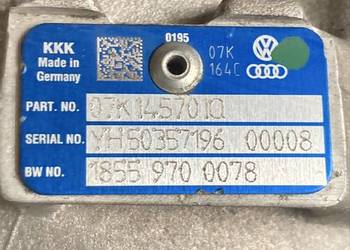 KKK
Made in
Germany
0195
07K
164C
PART. NO. 07K145701Q
SERIAL NO. YH50357196 00008
BW NO. 1855 970 0078